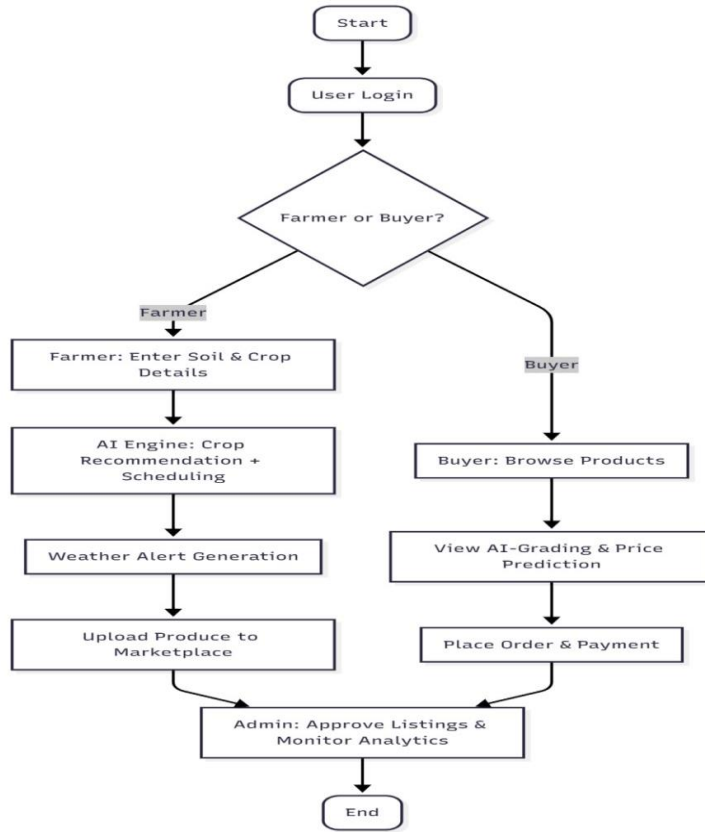 Start
User Login
Farmer or Buyer?
Farmer
Farmer: Enter Soil & Crop
Details
AI Engine: Crop
Recommendation +
Scheduling
Weather Alert Generation
Upload Produce to
Marketplace
Buyer
Buyer: Browse Products
View AI-Grading & Price
Prediction
Place Order & Payment
Admin: Approve Listings &
Monitor Analytics
End